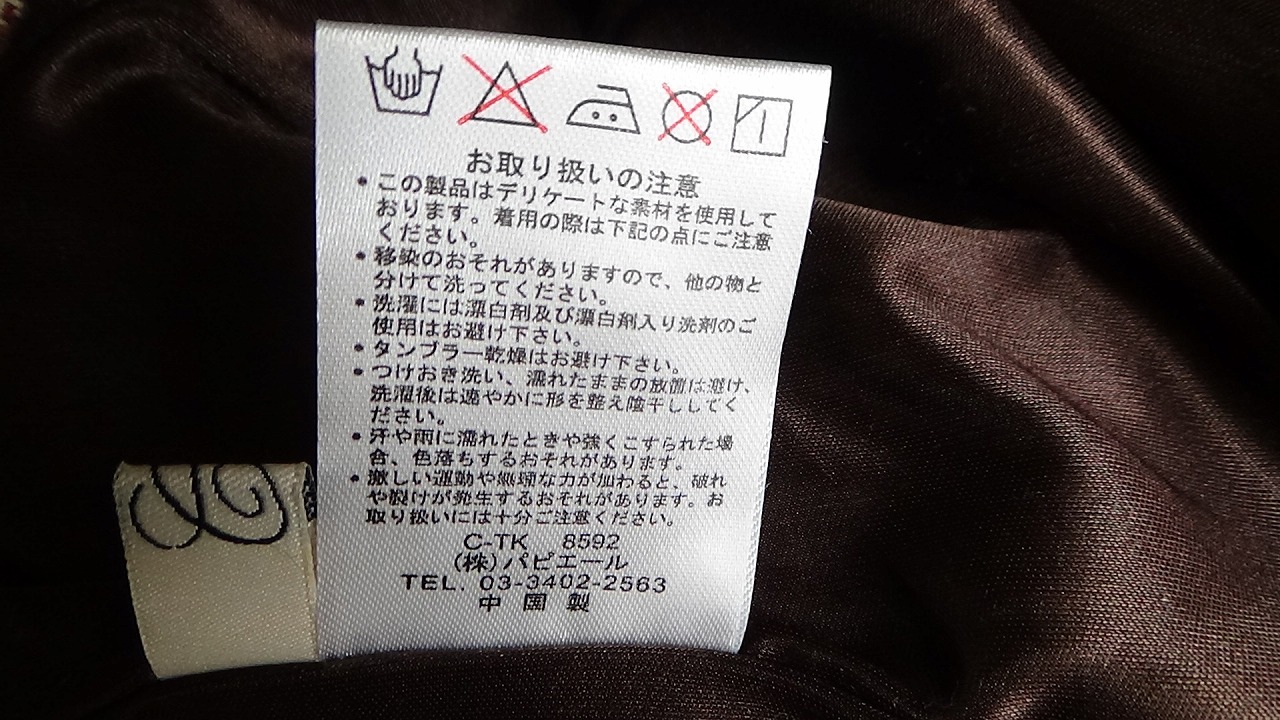 お取り扱いの注意
・この製品はデリケートな素材を使用して
おります。着用の際は下記の点にご注意
ください。
・移染のおそれがありますので、他の物と
分けて洗ってください。
・洗濯には漂白剤及び漂白剤入り洗剤のご
使用はお避け下さい。
・タンブラー乾燥はお避け下さい。
・つけおき洗い、濡れたままの放置は避け、
洗濯後は速やかに形を整え陰干ししてく
ださい。
・汗や雨に濡れたときや強くこすられた場
合、色落ちするおそれがあります。
・激しい運動や無理な力が加わると、破れ
や裂けが発生するおそれがあります。お
取り扱いには十分ご注意ください。
C-TK 8592
(株)パピエール
TEL. 03-3402-2563
中国製